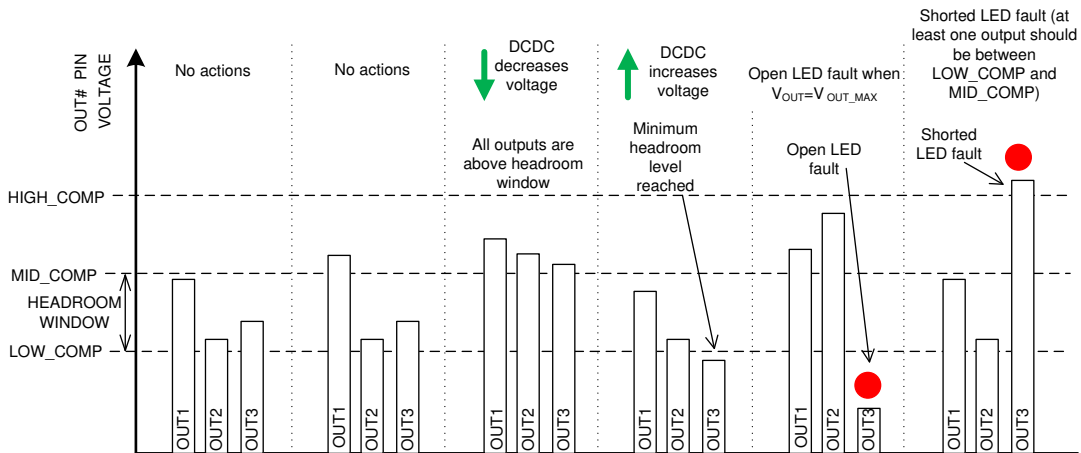 OUT# PIN
VOLTAGE
No actions
No actions
DCDC
decreases
voltage
All outputs are
above headroom
window
DCDC
increases
voltage
Minimum
headroom
level
reached
Open LED fault when
VOUT=VOUT_MAX
Open LED
fault
Shorted LED fault (at
least one output should
be between
LOW_COMP and
MID_COMP)
Shorted
LED fault
HIGH_COMP
MID_COMP
HEADROOM
WINDOW
LOW_COMP
OUT1
OUT2
OUT3
OUT1
OUT2
OUT3
OUT1
OUT2
OUT3
OUT1
OUT2
OUT3
OUT1
OUT2
OUT3
OUT1
OUT2
OUT3